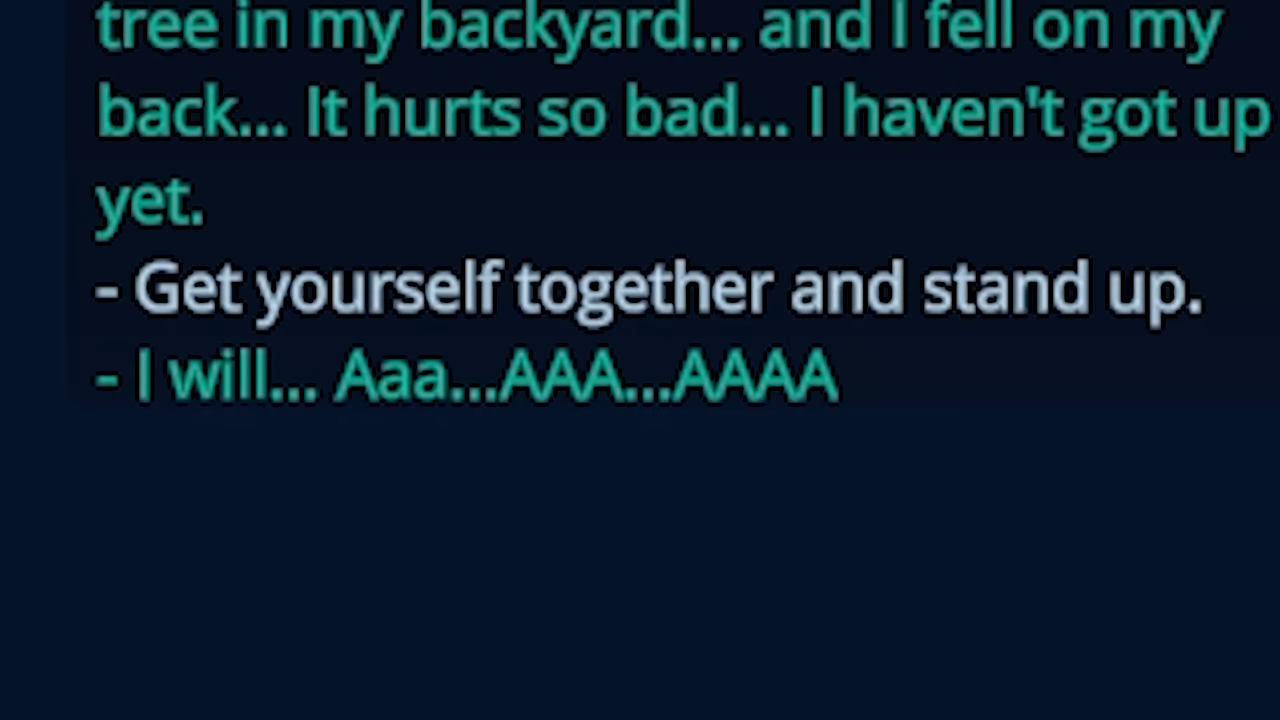 tree in my backyard... and I fell on my
back... It hurts so bad... I haven't got up
yet.
- Get yourself together and stand up.
- I will... Aaa...AAA...AAAA